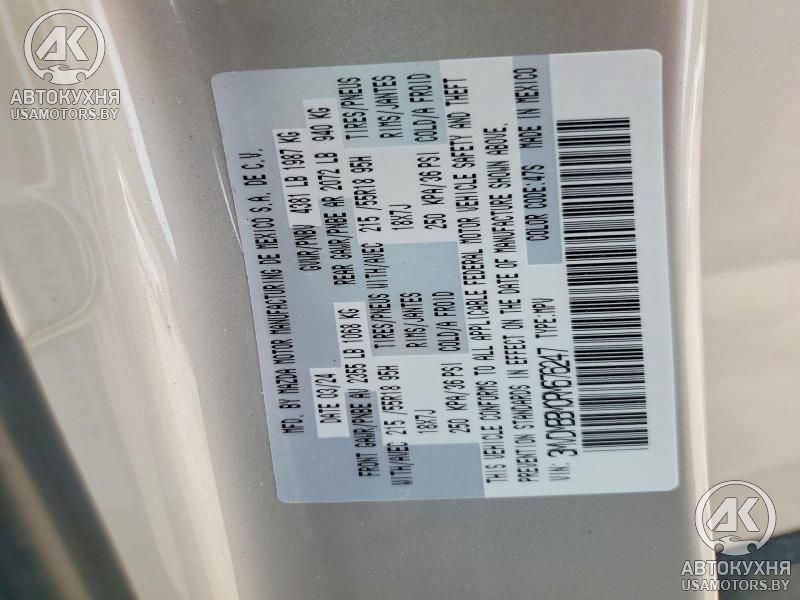 АВТОКУХНЯ
USAMOTORS.BY
MFD. BY MAZDA MOTOR MANUFACTURING DE MEXICO S.A. DE C.V.
DATE 03/24 GVWR/PNBV 4381 LB 1987 KG
FRONT GAWR/PNBE AV 2355 LB 1068 KG REAR GAWR/PNBE AR 2072 LB 940 KG
TIRES/PNEUS TIRES/PNEUS
WITH/AVEC 215 /55R18 95H WITH/AVEC 215 /55R18 95H
RIMS/JANTES RIMS/JANTES
18X7J 18X7J
COLD/A FROID COLD/A FROID
250 KPA/36 PSI 250 KPA/36 PSI
THIS VEHICLE CONFORMS TO ALL APPLICABLE FEDERAL MOTOR VEHICLE SAFETY AND THEFT
PREVENTION STANDARDS IN EFFECT ON THE DATE OF MANUFACTURE SHOWN ABOVE.
COLOR CODE:47S MADE IN MEXICO
VIN: TYPE:MPV
АВТОКУХНЯ
USAMOTORS.BY